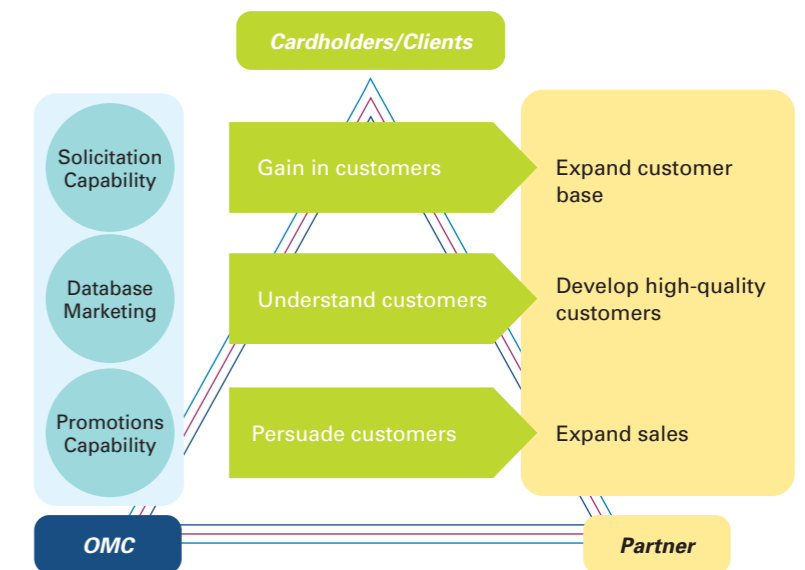 Cardholders/Clients
Solicitation
Capability
Gain in customers
Expand customer
base
Database
Marketing
Understand customers
Develop high-quality
customers
Promotions
Capability
Persuade customers
Expand sales
OMC
Partner